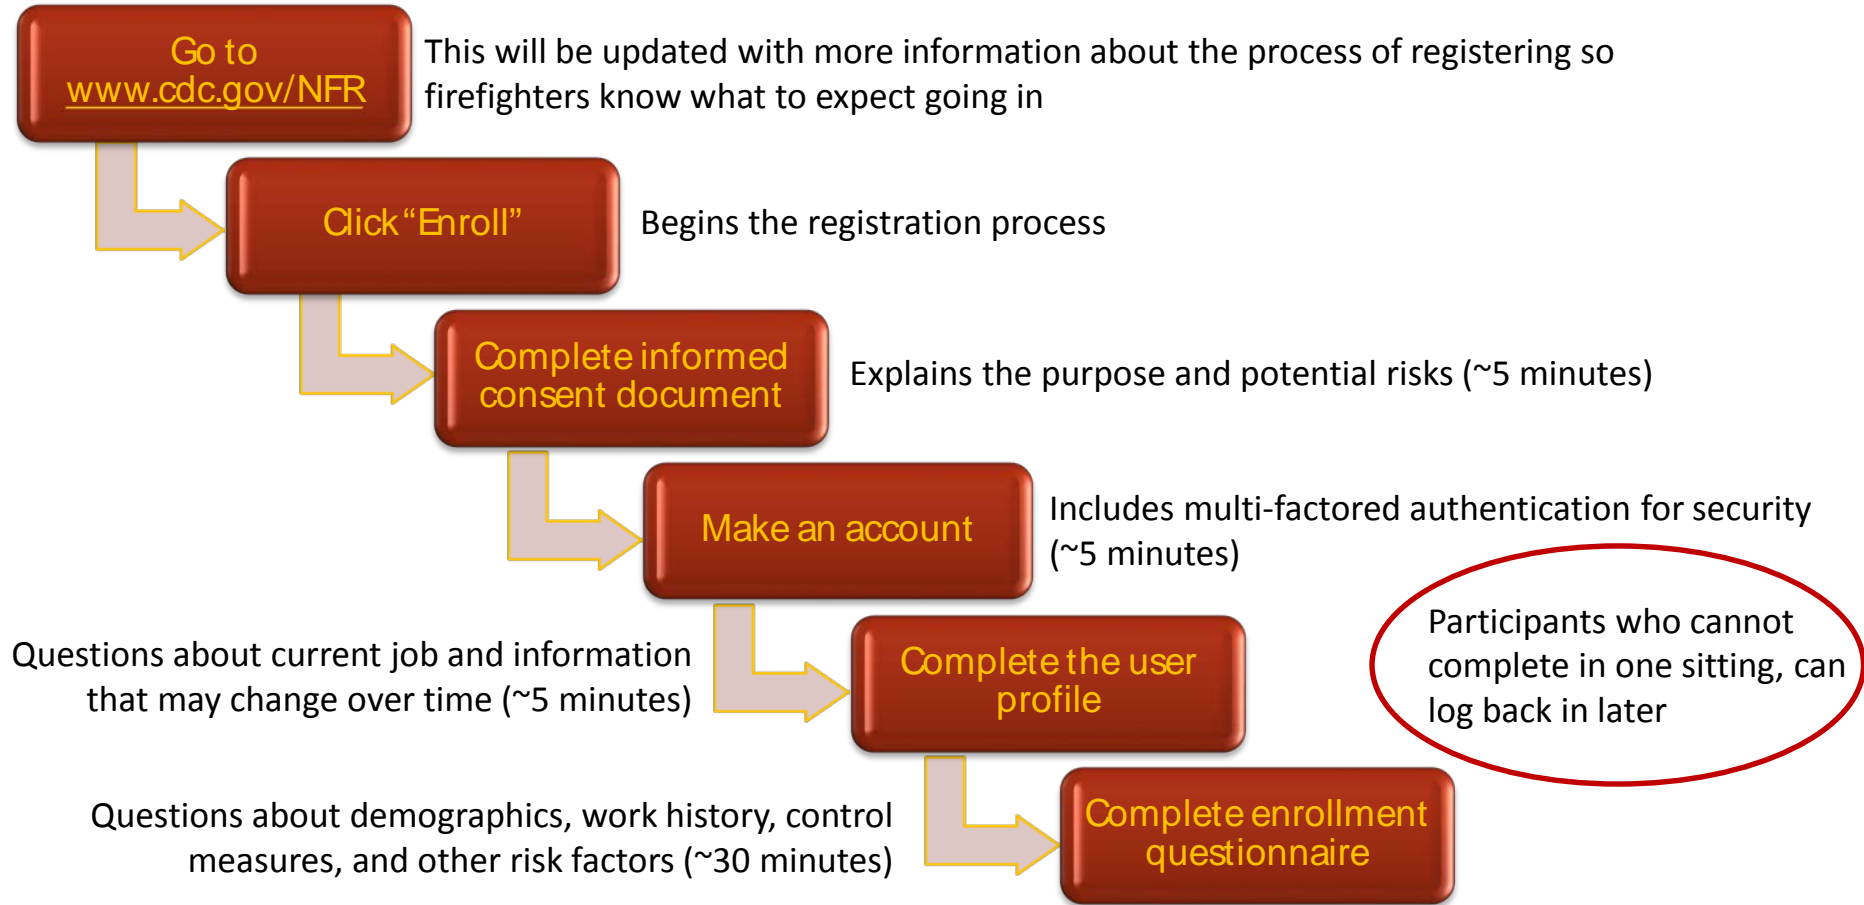 Go to
www.cdc.gov/NFR
This will be updated with more information about the process of registering so
firefighters know what to expect going in
Click “Enroll”
Begins the registration process
Complete informed
consent document
Explains the purpose and potential risks (~5 minutes)
Make an account
Includes multi-factored authentication for security
(~5 minutes)
Questions about current job and information
that may change over time (~5 minutes)
Complete the user
profile
Participants who cannot
complete in one sitting, can
log back in later
Questions about demographics, work history, control
measures, and other risk factors (~30 minutes)
Complete enrollment
questionnaire